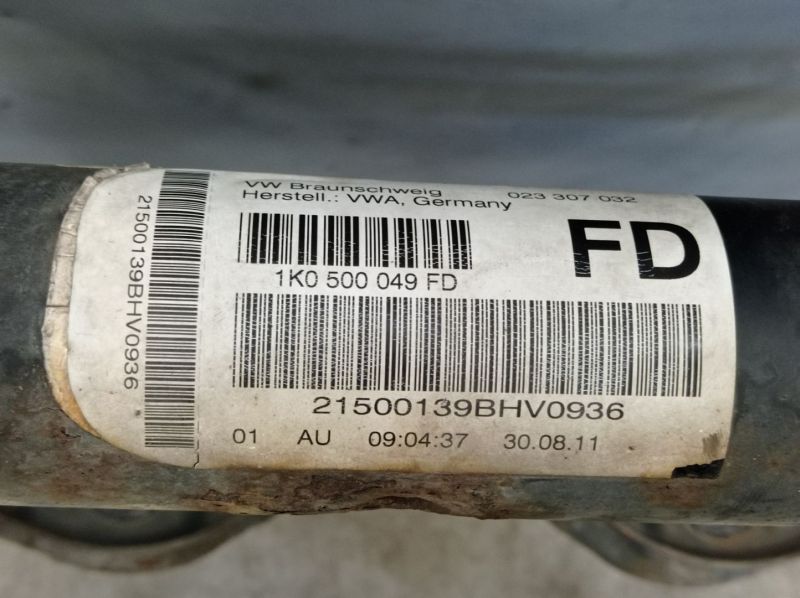 VW Braunschweig 023 307 032
Herstell.: VWA, Germany
FD
1K0 500 049 FD
21500139BHV0936
01 AU 09:04:37 30.08.11
21500139BHV0936